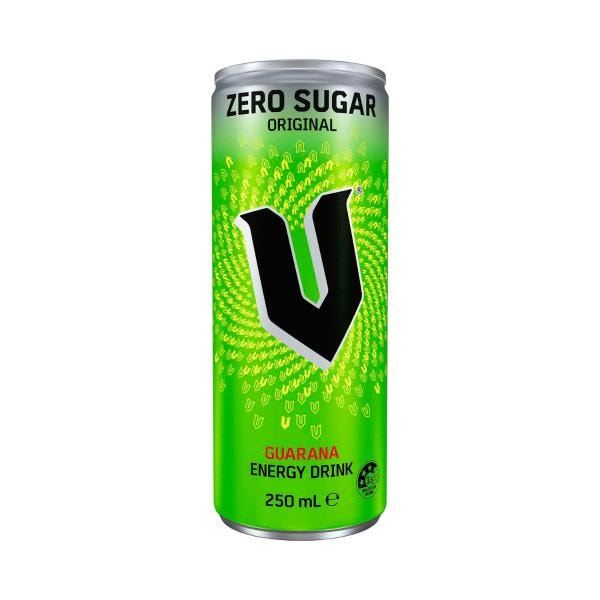 ZERO SUGAR
ORIGINAL
V®
GUARANA
ENERGY DRINK
250 mL ℮